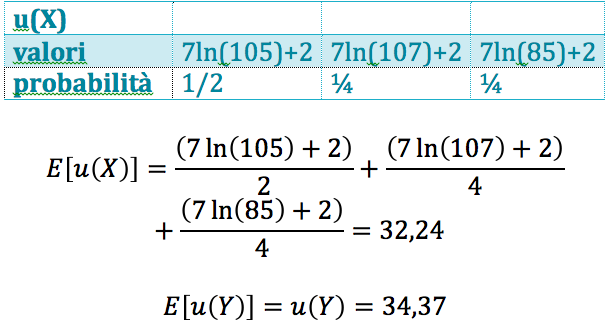 u(X)
valori 7ln(105)+2 7ln(107)+2 7ln(85)+2
probabilità 1/2 ¼ ¼
E[u(X)] = (7 ln(105) + 2)/2 + (7 ln(107) + 2)/4
+ (7 ln(85) + 2)/4 = 32,24
E[u(Y)] = u(Y) = 34,37